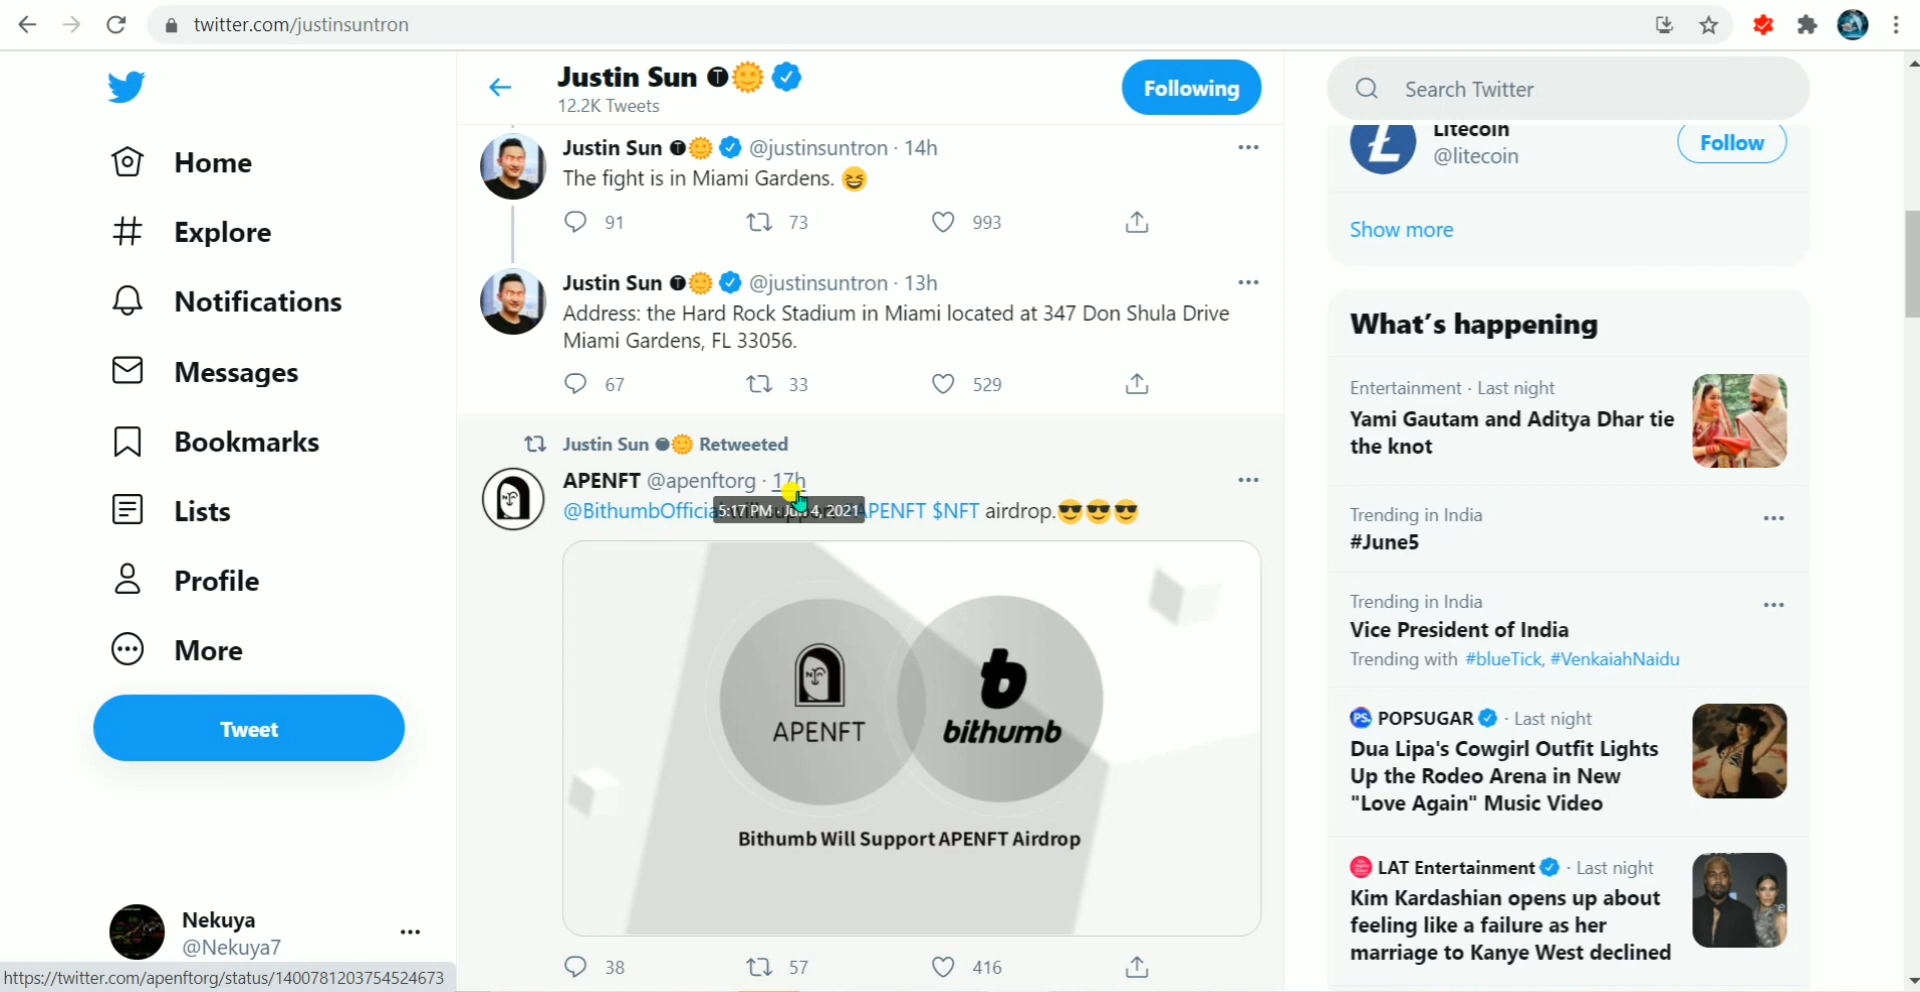 twitter.com/justinsuntron
Justin Sun
12.2K Tweets
Following
Search Twitter
Home
Explore
Notifications
Messages
Bookmarks
Lists
Profile
More
Tweet
Nekuya
@Nekuya7
https://twitter.com/apenftorg/status/1400781203754524673
Justin Sun @justinsuntron · 14h
The fight is in Miami Gardens. 😆
91 73 993
Justin Sun @justinsuntron · 13h
Address: the Hard Rock Stadium in Miami located at 347 Don Shula Drive
Miami Gardens, FL 33056.
67 33 529
Justin Sun Retweeted
APENFT @apenftorg · 17h
5:17 PM · Jun 4, 2021
@BithumbOfficial will support APENFT $NFT airdrop.😎😎😎
APENFT
bithumb
Bithumb Will Support APENFT Airdrop
38 57 416
Litecoin
@litecoin
Follow
Show more
What's happening
Entertainment · Last night
Yami Gautam and Aditya Dhar tie
the knot
Trending in India
#June5
Trending in India
Vice President of India
Trending with #blueTick, #VenkaiahNaidu
PS. POPSUGAR · Last night
Dua Lipa's Cowgirl Outfit Lights
Up the Rodeo Arena in New
"Love Again" Music Video
LAT Entertainment · Last night
Kim Kardashian opens up about
feeling like a failure as her
marriage to Kanye West declined